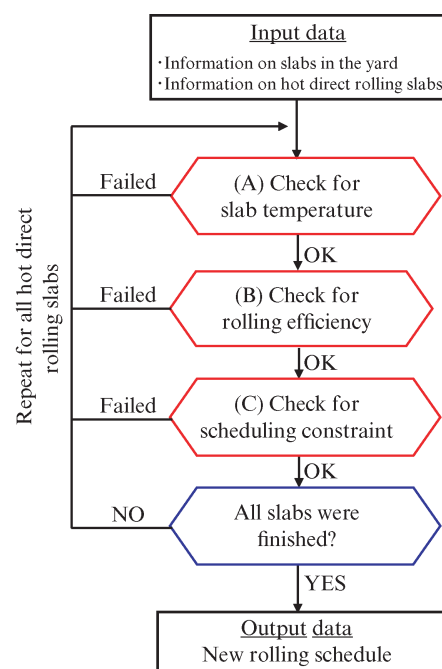 Input data
・Information on slabs in the yard
・Information on hot direct rolling slabs
Failed
(A) Check for
slab temperature
OK
Failed
(B) Check for
rolling efficiency
OK
Failed
(C) Check for
scheduling constraint
OK
Repeat for all hot direct
rolling slabs
NO
All slabs were
finished?
YES
Output data
New rolling schedule